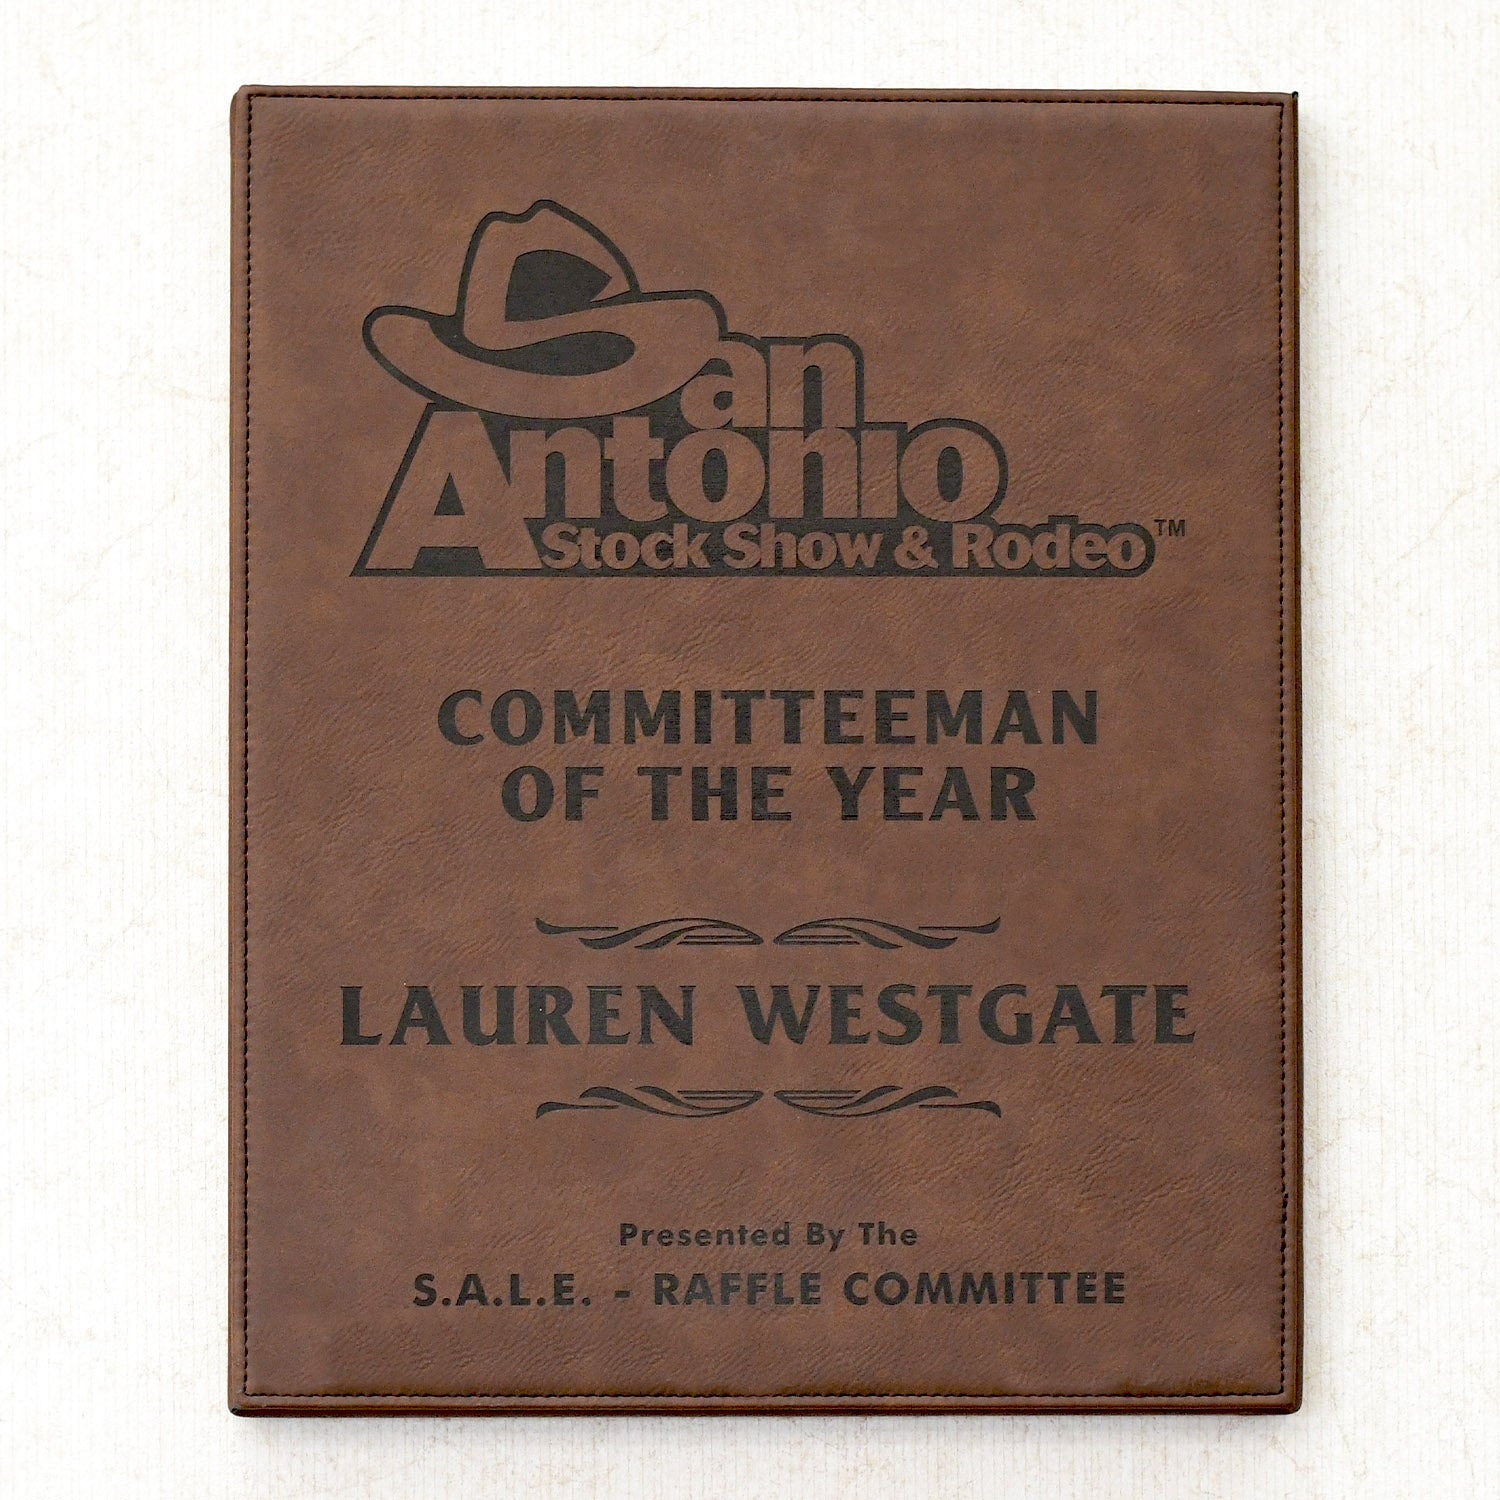 San
Antonio
Stock Show & Rodeo™
COMMITTEEMAN
OF THE YEAR
LAUREN WESTGATE
Presented By The
S.A.L.E. - RAFFLE COMMITTEE